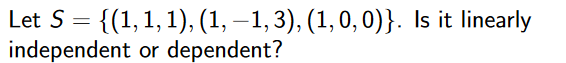 Let S = {(1, 1, 1), (1, −1, 3), (1, 0, 0)}. Is it linearly
independent or dependent?